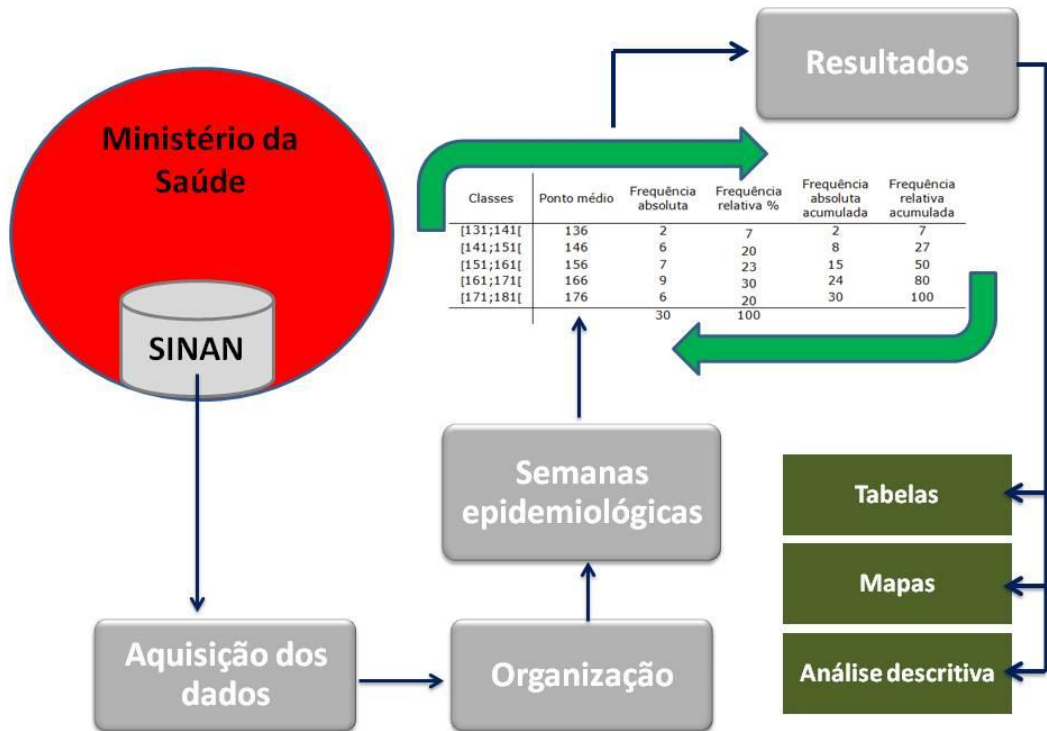 Ministério da
Saúde
SINAN
Aquisição dos
dados
Organização
Semanas
epidemiológicas
Classes Ponto médio Frequência absoluta Frequência relativa % Frequência absoluta acumulada Frequência relativa acumulada
[131;141[ 136 2 7 2 7
[141;151[ 146 6 20 8 27
[151;161[ 156 7 23 15 50
[161;171[ 166 9 30 24 80
[171;181[ 176 6 20 30 100
30 100
Resultados
Tabelas
Mapas
Análise descritiva